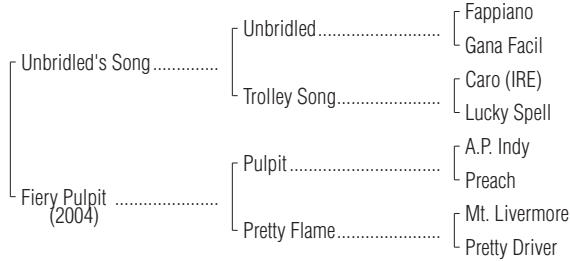 Fappiano
Unbridled
Gana Facil
Unbridled's Song
Caro (IRE)
Trolley Song
Lucky Spell
A.P. Indy
Pulpit
Preach
Fiery Pulpit
(2004)
Mt. Livermore
Pretty Flame
Pretty Driver